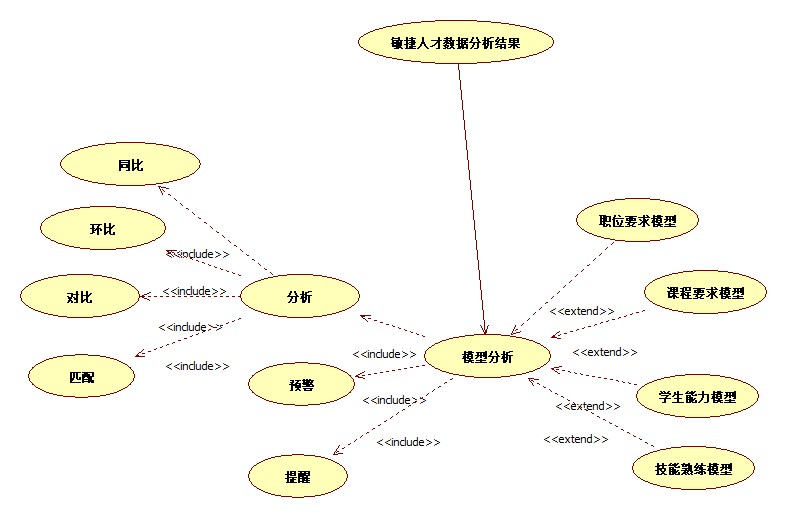 敏捷人才数据分析结果
同比
职位要求模型
环比
<<include>>
课程要求模型
对比
<<include>>
分析
<<extend>>
<<include>>
<<include>>
模型分析
<<extend>>
匹配
<<include>>
预警
<<include>>
<<extend>>
学生能力模型
<<include>>
<<extend>>
提醒
技能熟练模型